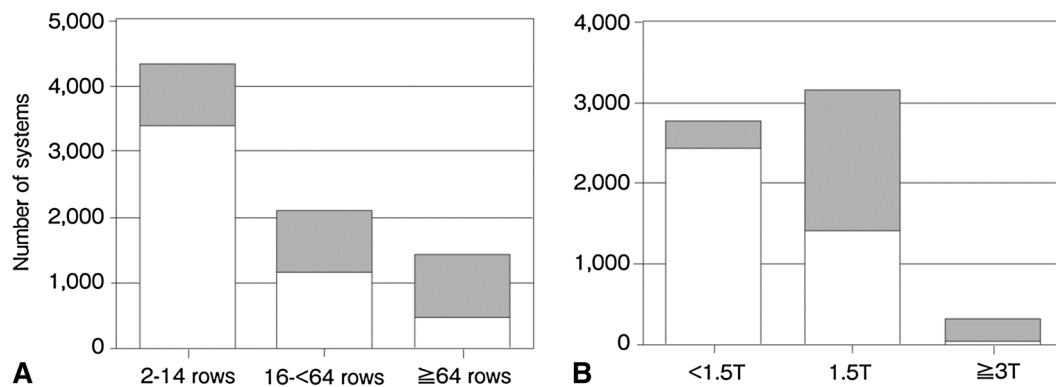 5,000
4,000
3,000
2,000
1,000
0
Number of systems
2-14 rows
16-<64 rows
≧64 rows
A
4,000
3,000
2,000
1,000
0
<1.5T
1.5T
≧3T
B